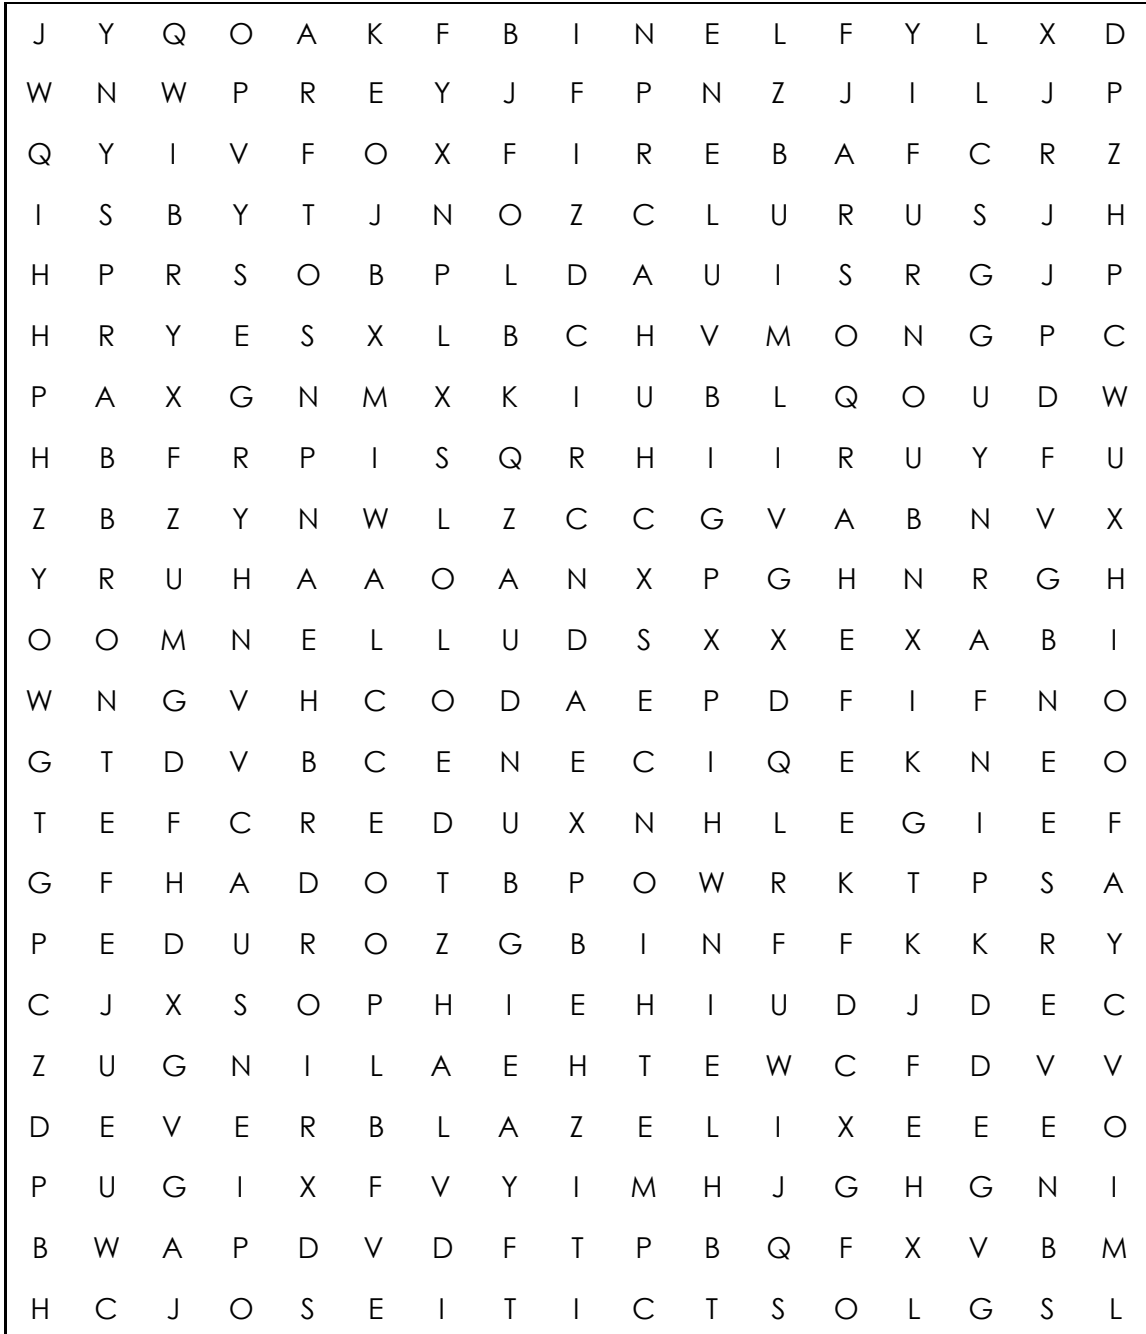 J Y Q O A K F B I N E L F Y L X D
W N W P R E Y J F P N Z J I L J P
Q Y I V F O X F I R E B A F C R Z
I S B Y T J N O Z C L U R U S J H
H P R S O B P L D A U I S R G J P
H R Y E S X L B C H V M O N G P C
P A X G N M X K I U B L Q O U D W
H B F R P I S Q R H I I R U Y F U
Z B Z Y N W L Z C C G V A B N V X
Y R U H A A O A N X P G H N R G H
O O M N E L L U D S X X E X A B I
W N G V H C O D A E P D F I F N O
G T D V B C E N E C I Q E K N E O
T E F C R E D U X N H L E G I E F
G F H A D O T B P O W R K T P S A
P E D U R O Z G B I N F F K K R Y
C J X S O P H I E H I U D J D E C
Z U G N I L A E H T E W C F D V V
D E V E R B L A Z E L I X E E E O
P U G I X F V Y I M H J G H G N I
B W A P D V D F T P B Q F X V B M
H C J O S E I T I C T S O L G S L